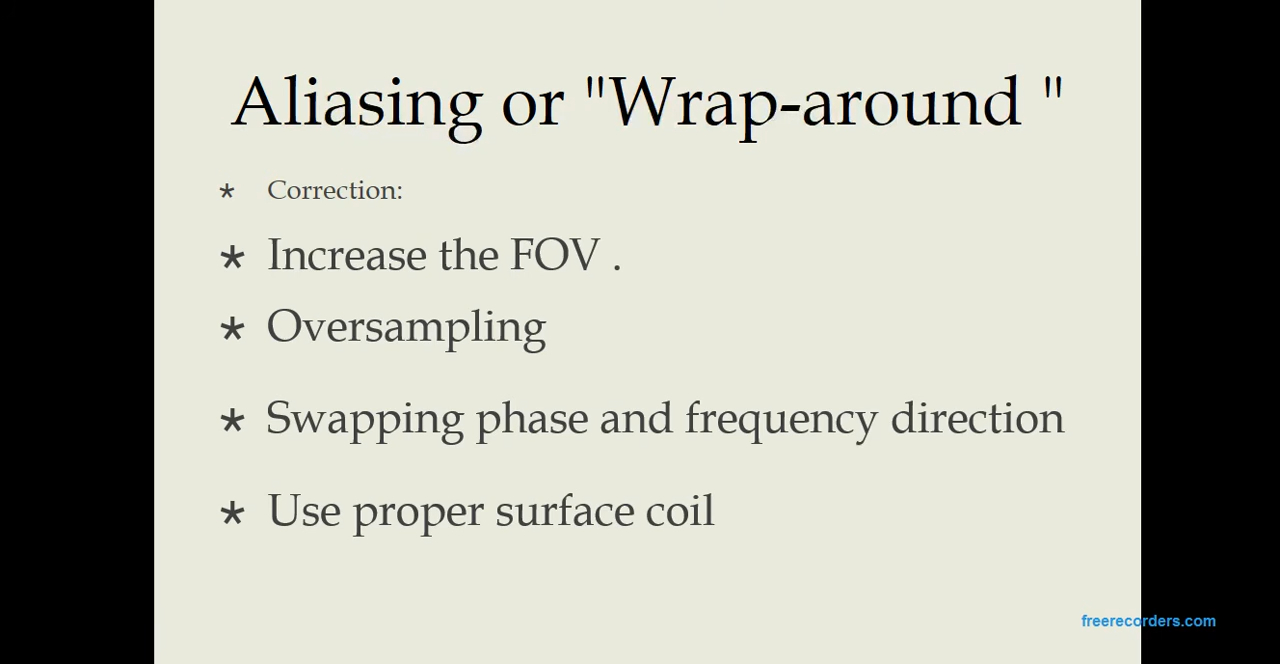 Aliasing or "Wrap-around "
* Correction:
* Increase the FOV .
* Oversampling
* Swapping phase and frequency direction
* Use proper surface coil
freerecorders.com